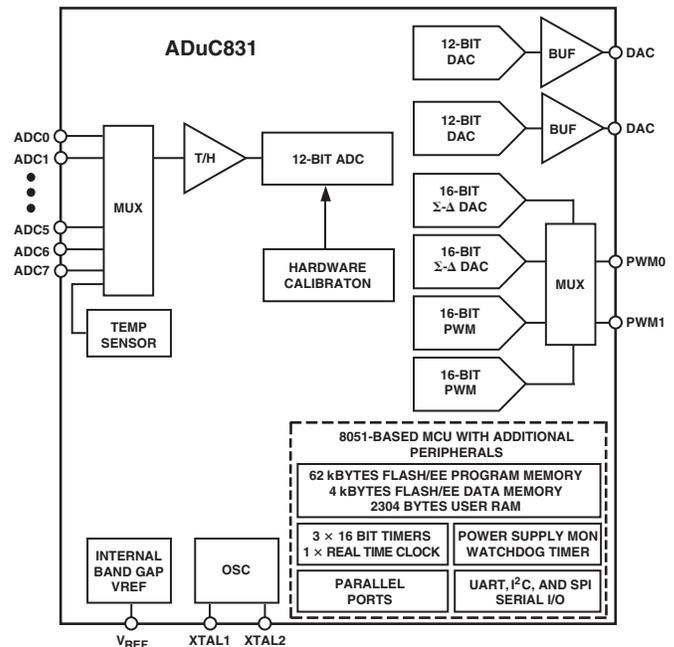 ADuC831
12-BIT
DAC
BUF
DAC
12-BIT
DAC
BUF
DAC
ADC0
ADC1
ADC5
ADC6
ADC7
MUX
T/H
12-BIT ADC
HARDWARE
CALIBRATON
TEMP
SENSOR
16-BIT
Σ-Δ DAC
16-BIT
Σ-Δ DAC
16-BIT
PWM
16-BIT
PWM
MUX
PWM0
PWM1
8051-BASED MCU WITH ADDITIONAL
PERIPHERALS
62 kBYTES FLASH/EE PROGRAM MEMORY
4 kBYTES FLASH/EE DATA MEMORY
2304 BYTES USER RAM
3 × 16 BIT TIMERS
1 × REAL TIME CLOCK
POWER SUPPLY MON
WATCHDOG TIMER
PARALLEL
PORTS
UART, I²C, AND SPI
SERIAL I/O
INTERNAL
BAND GAP
VREF
OSC
VREF
XTAL1
XTAL2